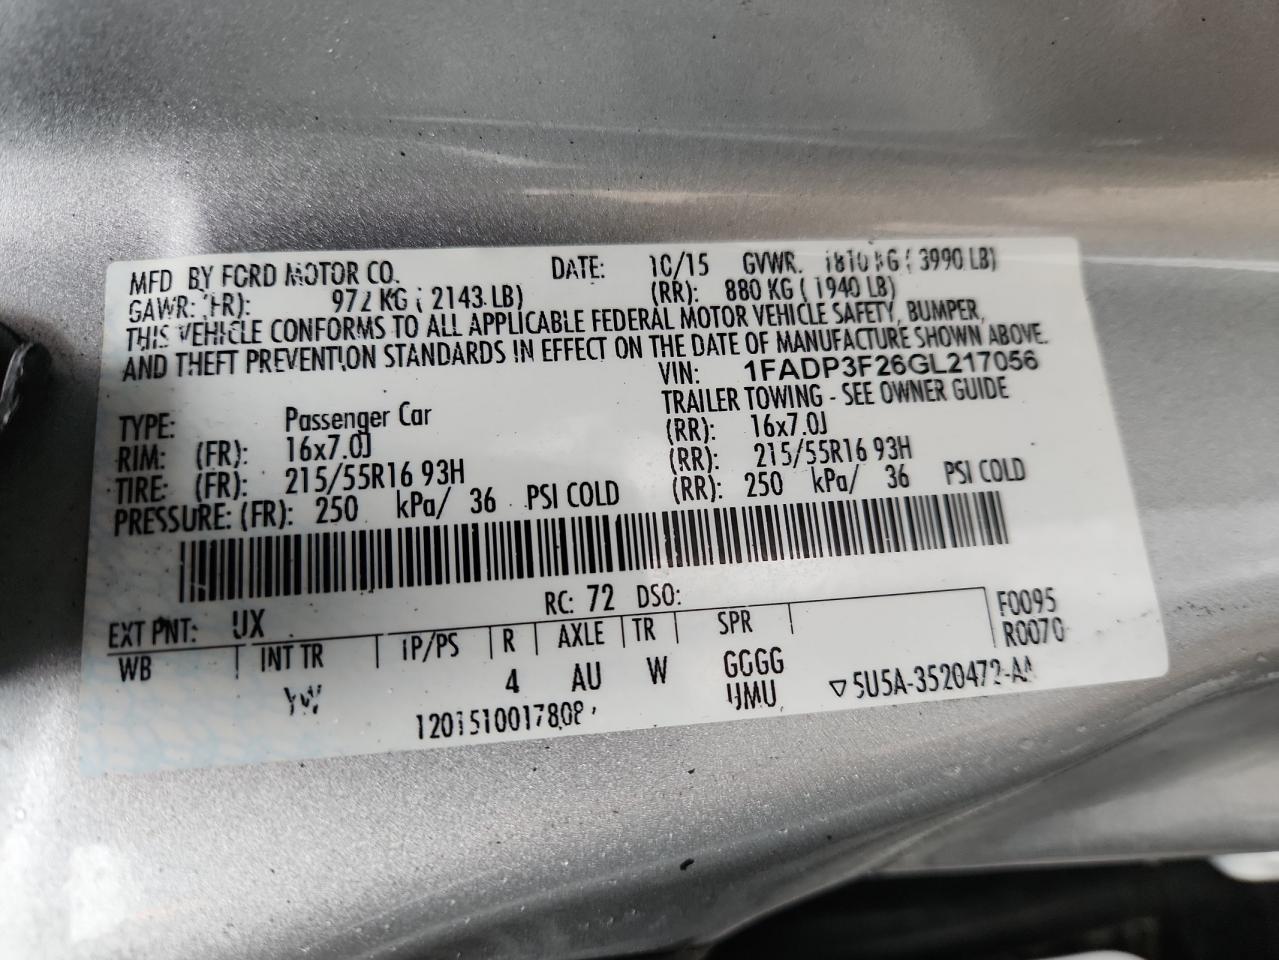 MFD BY FORD MOTOR CO. DATE: 10/15 GVWR. 1810 KG ( 3990 LB)
GAWR: (FR): 972 KG ( 2143 LB) (RR): 880 KG ( 1940 LB)
THIS VEHICLE CONFORMS TO ALL APPLICABLE FEDERAL MOTOR VEHICLE SAFETY, BUMPER,
AND THEFT PREVENTION STANDARDS IN EFFECT ON THE DATE OF MANUFACTURE SHOWN ABOVE.
VIN: 1FADP3F26GL217056
TRAILER TOWING - SEE OWNER GUIDE
TYPE: Passenger Car
RIM: (FR): 16x7.0J (RR): 16x7.0J
TIRE: (FR): 215/55R16 93H (RR): 215/55R16 93H
PRESSURE: (FR): 250 kPa/ 36 PSI COLD (RR): 250 kPa/ 36 PSI COLD
EXT PNT: UX RC: 72 DSO: F0095
WB INT TR IP/PS R AXLE TR SPR R0070
4 AU W GGGG
UMU ▽5U5A-3520472-AA